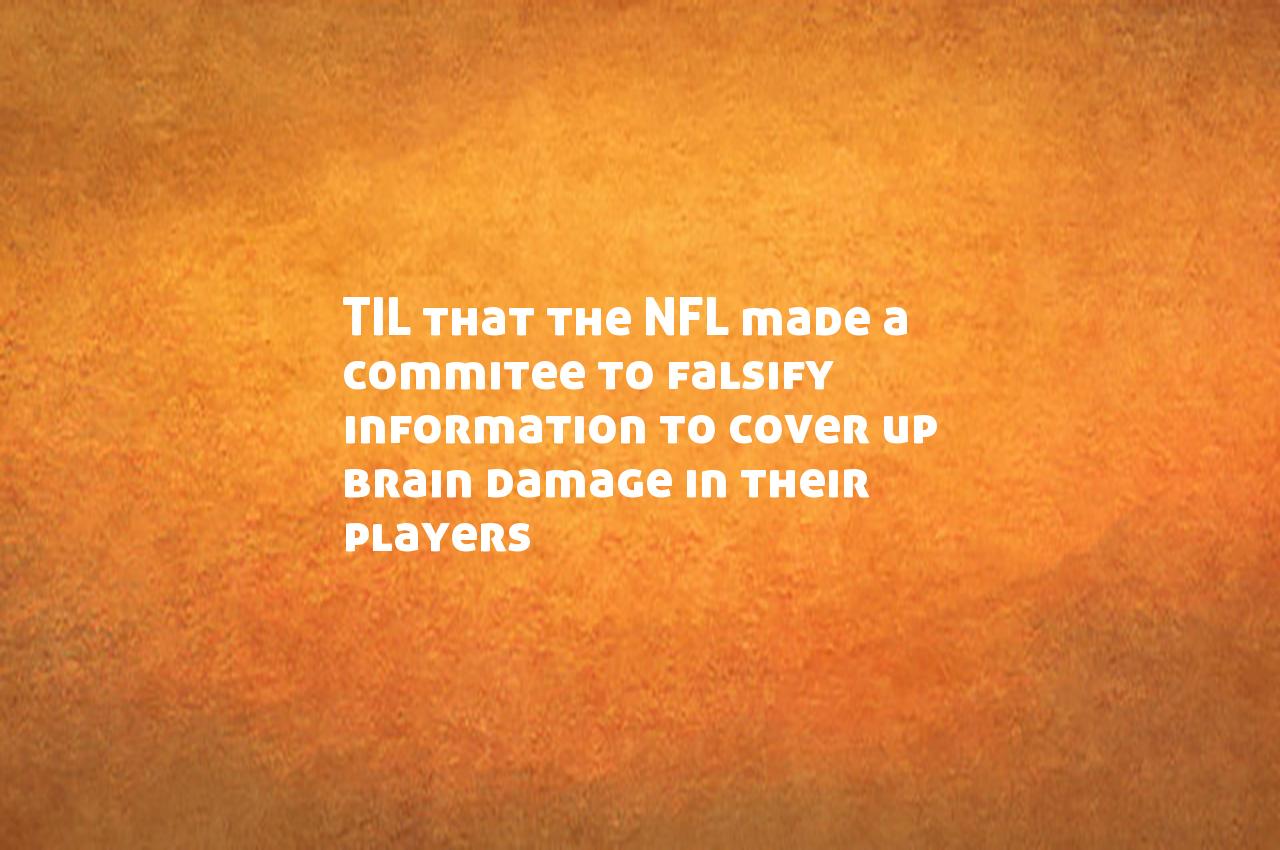 TIL that the NFL made a
commitee to falsify
information to cover up
brain damage in their
players